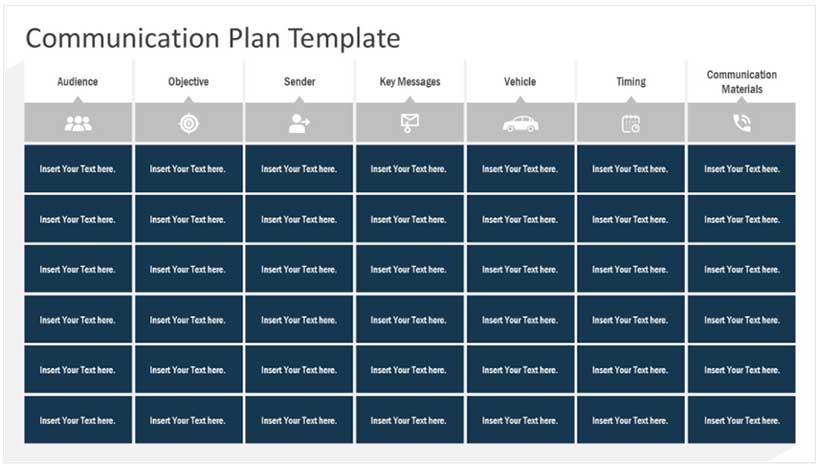 Communication Plan Template
Audience
Objective
Sender
Key Messages
Vehicle
Timing
Communication
Materials
Insert Your Text here. Insert Your Text here. Insert Your Text here. Insert Your Text here. Insert Your Text here. Insert Your Text here. Insert Your Text here.
Insert Your Text here. Insert Your Text here. Insert Your Text here. Insert Your Text here. Insert Your Text here. Insert Your Text here. Insert Your Text here.
Insert Your Text here. Insert Your Text here. Insert Your Text here. Insert Your Text here. Insert Your Text here. Insert Your Text here. Insert Your Text here.
Insert Your Text here. Insert Your Text here. Insert Your Text here. Insert Your Text here. Insert Your Text here. Insert Your Text here. Insert Your Text here.
Insert Your Text here. Insert Your Text here. Insert Your Text here. Insert Your Text here. Insert Your Text here. Insert Your Text here. Insert Your Text here.
Insert Your Text here. Insert Your Text here. Insert Your Text here. Insert Your Text here. Insert Your Text here. Insert Your Text here. Insert Your Text here.